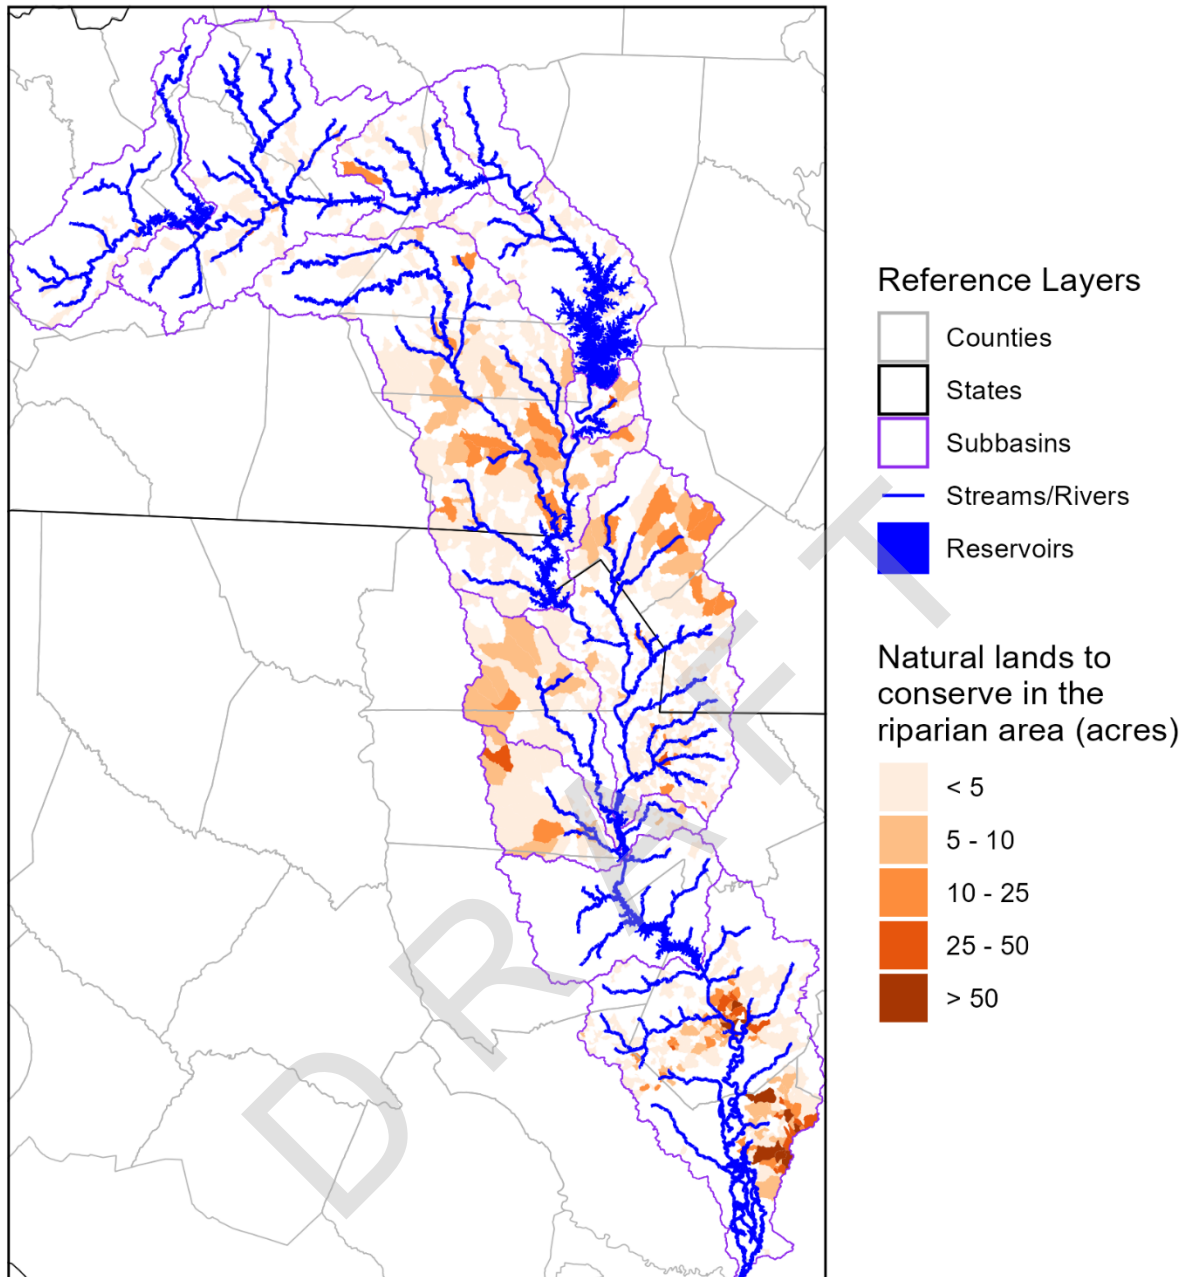 Reference Layers
Counties
States
Subbasins
Streams/Rivers
Reservoirs
Natural lands to
conserve in the
riparian area (acres)
< 5
5 - 10
10 - 25
25 - 50
> 50
DRAFT